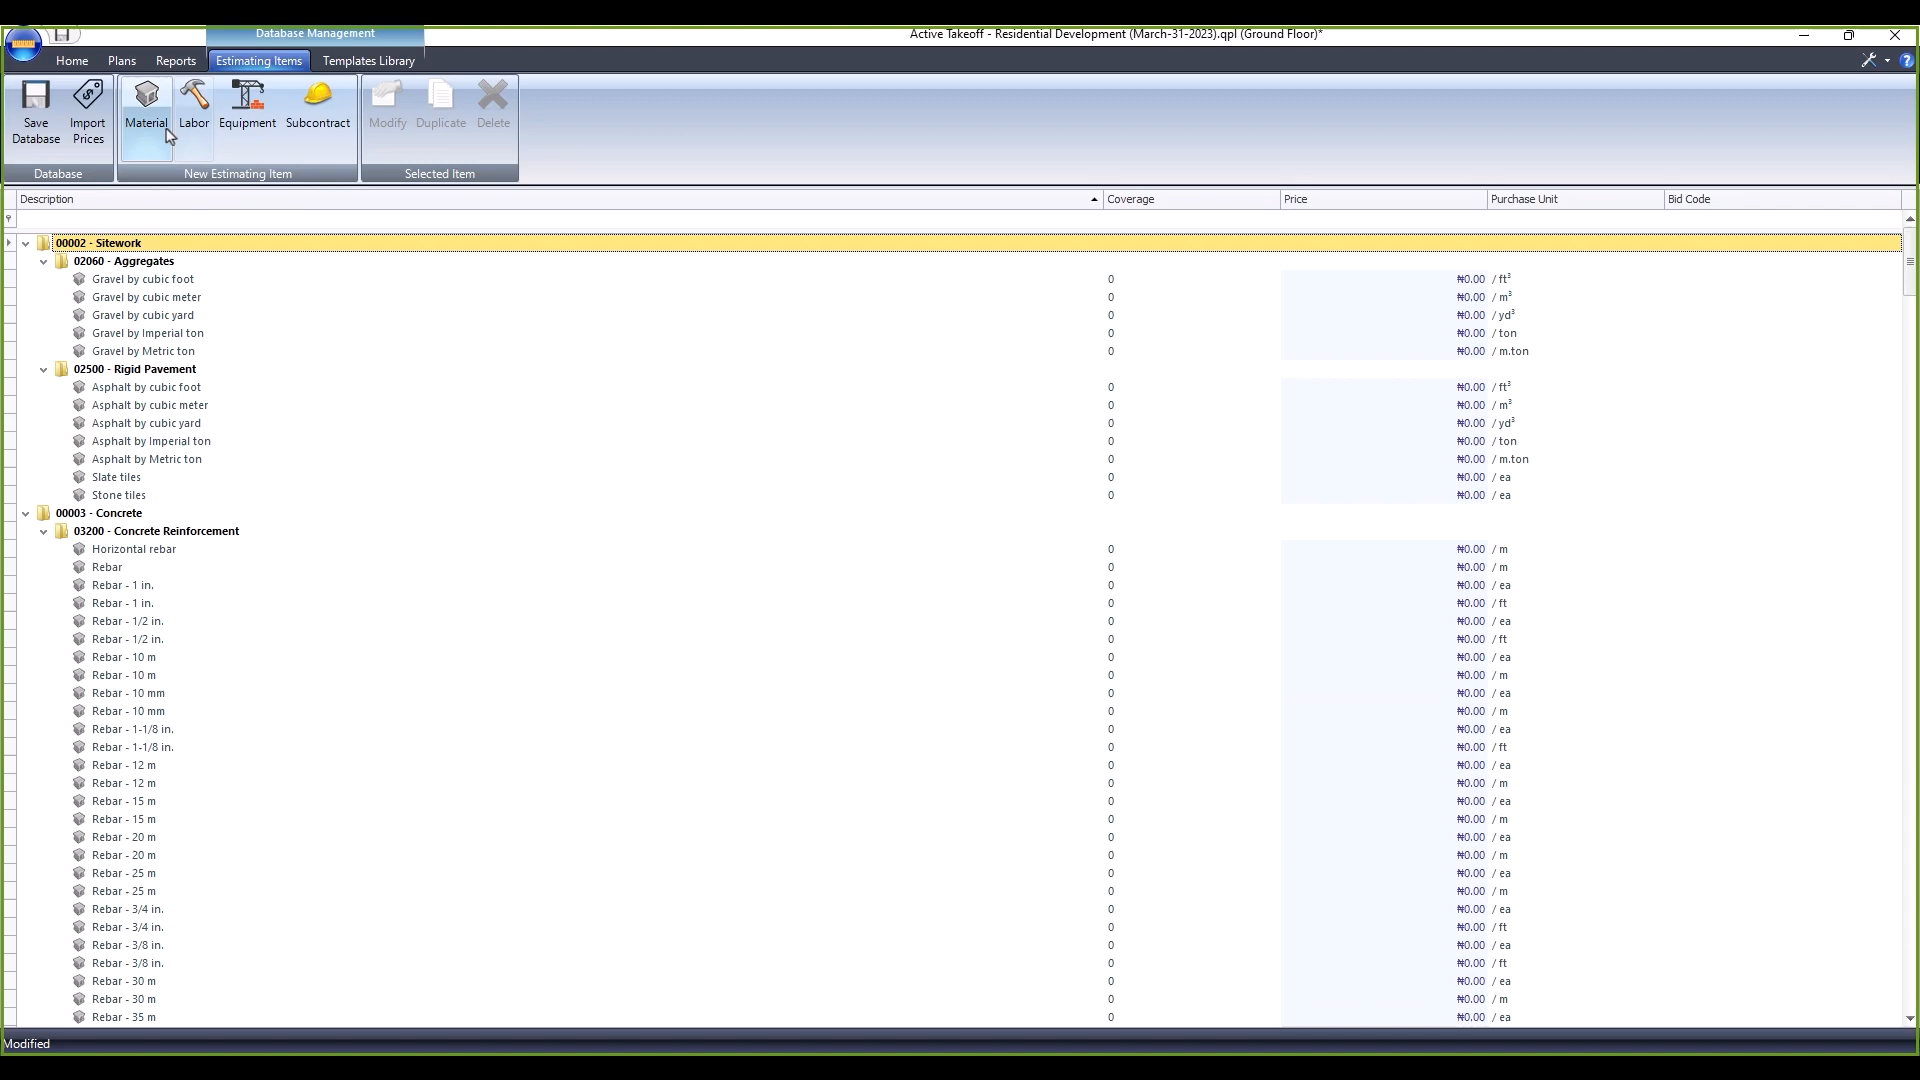 Database Management
Active Takeoff - Residential Development (March-31-2023).qpl (Ground Floor)*
Home Plans Reports Estimating Items Templates Library
Save Database Import Prices Material Labor Equipment Subcontract Modify Duplicate Delete
Database New Estimating Item Selected Item
Description Coverage Price Purchase Unit Bid Code
00002 - Sitework
02060 - Aggregates
Gravel by cubic foot 0 ₦0.00 / ft³
Gravel by cubic meter 0 ₦0.00 / m³
Gravel by cubic yard 0 ₦0.00 / yd³
Gravel by Imperial ton 0 ₦0.00 / ton
Gravel by Metric ton 0 ₦0.00 / m.ton
02500 - Rigid Pavement
Asphalt by cubic foot 0 ₦0.00 / ft³
Asphalt by cubic meter 0 ₦0.00 / m³
Asphalt by cubic yard 0 ₦0.00 / yd³
Asphalt by Imperial ton 0 ₦0.00 / ton
Asphalt by Metric ton 0 ₦0.00 / m.ton
Slate tiles 0 ₦0.00 / ea
Stone tiles 0 ₦0.00 / ea
00003 - Concrete
03200 - Concrete Reinforcement
Horizontal rebar 0 ₦0.00 / m
Rebar 0 ₦0.00 / m
Rebar - 1 in. 0 ₦0.00 / ea
Rebar - 1 in. 0 ₦0.00 / ft
Rebar - 1/2 in. 0 ₦0.00 / ea
Rebar - 1/2 in. 0 ₦0.00 / ft
Rebar - 10 m 0 ₦0.00 / ea
Rebar - 10 m 0 ₦0.00 / m
Rebar - 10 mm 0 ₦0.00 / ea
Rebar - 10 mm 0 ₦0.00 / m
Rebar - 1-1/8 in. 0 ₦0.00 / ea
Rebar - 1-1/8 in. 0 ₦0.00 / ft
Rebar - 12 m 0 ₦0.00 / ea
Rebar - 12 m 0 ₦0.00 / m
Rebar - 15 m 0 ₦0.00 / ea
Rebar - 15 m 0 ₦0.00 / m
Rebar - 20 m 0 ₦0.00 / ea
Rebar - 20 m 0 ₦0.00 / m
Rebar - 25 m 0 ₦0.00 / ea
Rebar - 25 m 0 ₦0.00 / m
Rebar - 3/4 in. 0 ₦0.00 / ea
Rebar - 3/4 in. 0 ₦0.00 / ft
Rebar - 3/8 in. 0 ₦0.00 / ea
Rebar - 3/8 in. 0 ₦0.00 / ft
Rebar - 30 m 0 ₦0.00 / ea
Rebar - 30 m 0 ₦0.00 / m
Rebar - 35 m 0 ₦0.00 / ea
Modified